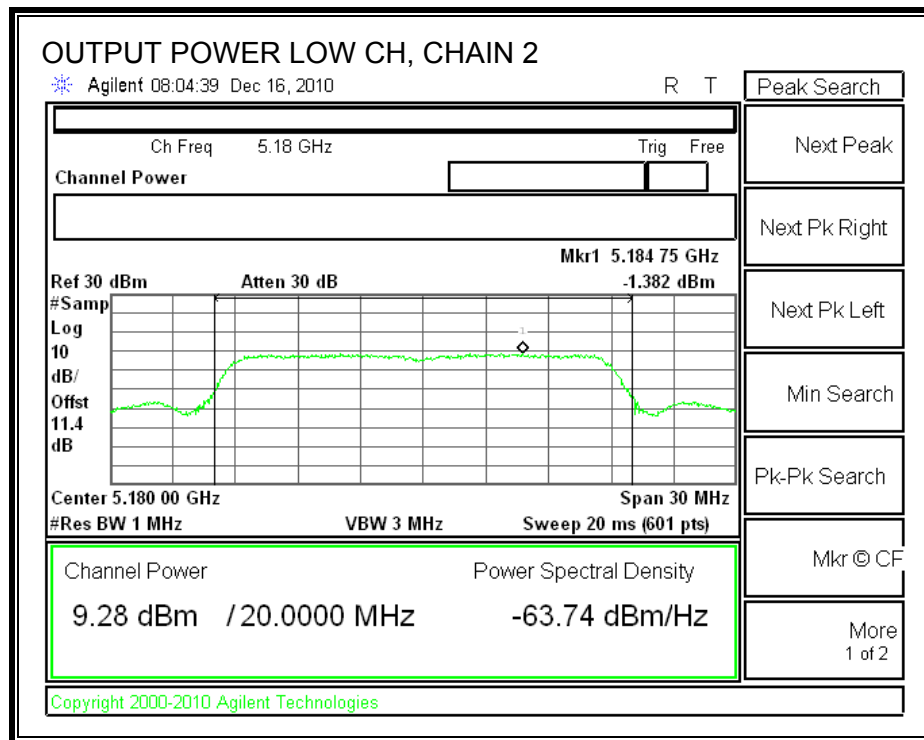 OUTPUT POWER LOW CH, CHAIN 2
Agilent 08:04:39 Dec 16, 2010 R T
Peak Search
Ch Freq 5.18 GHz Trig Free
Channel Power
Mkr1 5.184 75 GHz
Ref 30 dBm Atten 30 dB -1.382 dBm
#Samp
Log
10
dB/
Offst
11.4
dB
1
Center 5.180 00 GHz Span 30 MHz
#Res BW 1 MHz VBW 3 MHz Sweep 20 ms (601 pts)
Channel Power Power Spectral Density
9.28 dBm / 20.0000 MHz -63.74 dBm/Hz
Copyright 2000-2010 Agilent Technologies
Next Peak
Next Pk Right
Next Pk Left
Min Search
Pk-Pk Search
Mkr © CF
More
1 of 2